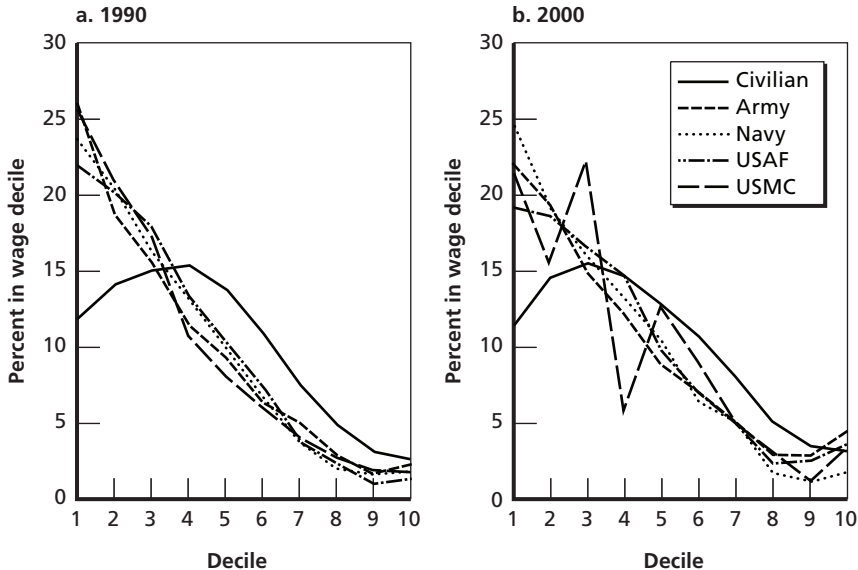 a. 1990
Percent in wage decile
30
25
20
15
10
5
0
1 2 3 4 5 6 7 8 9 10
Decile
b. 2000
Percent in wage decile
30
25
20
15
10
5
0
1 2 3 4 5 6 7 8 9 10
Decile
Civilian
Army
Navy
USAF
USMC